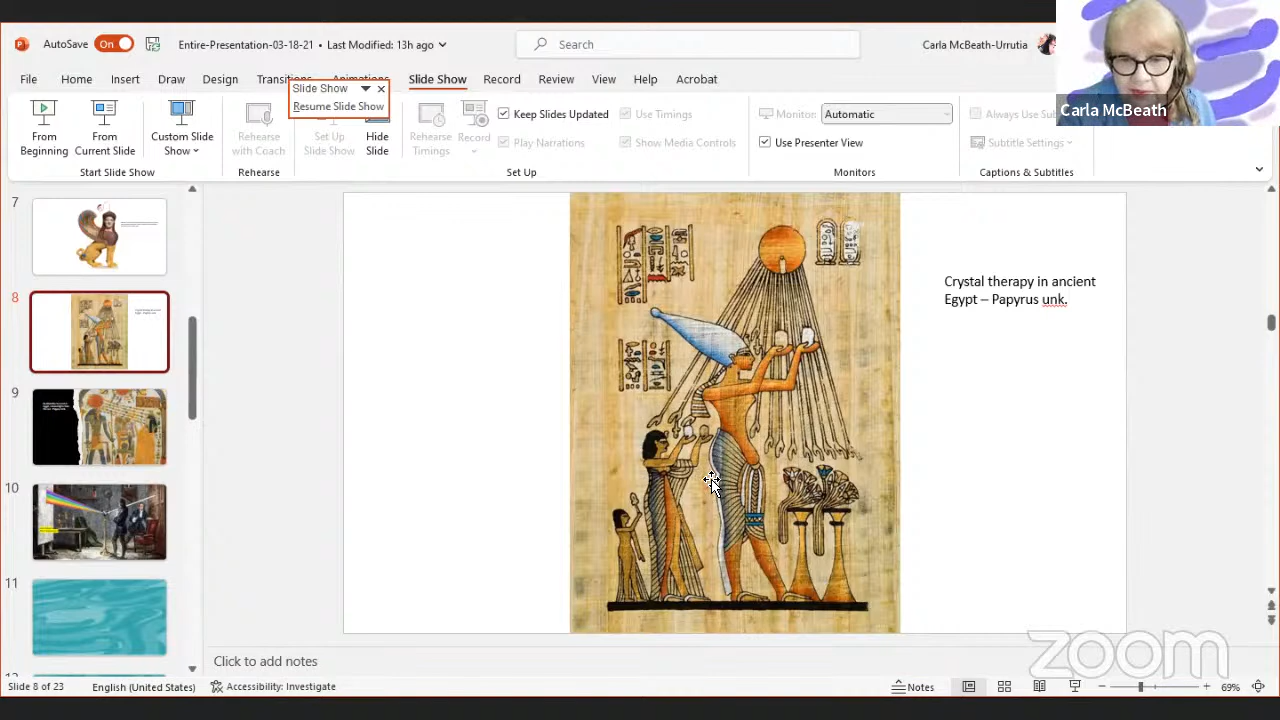 AutoSave On Entire-Presentation-03-18-21 • Last Modified: 13h ago Search Carla McBeath-Urrutia
File Home Insert Draw Design Transitions Animations Slide Show Record Review View Help Acrobat
Slide Show
Resume Slide Show
From Beginning
From Current Slide
Custom Slide Show
Rehearse with Coach
Set Up Slide Show
Hide Slide
Rehearse Timings
Record
Keep Slides Updated
Play Narrations
Use Timings
Show Media Controls
Monitor: Automatic
Use Presenter View
Always Use Sub
Subtitle Settings
Start Slide Show Rehearse Set Up Monitors Captions & Subtitles
Carla McBeath
7
8
9
10
11
Crystal therapy in ancient
Egypt – Papyrus unk.
Click to add notes
zoom
Slide 8 of 23 English (United States) Accessibility: Investigate Notes 69%